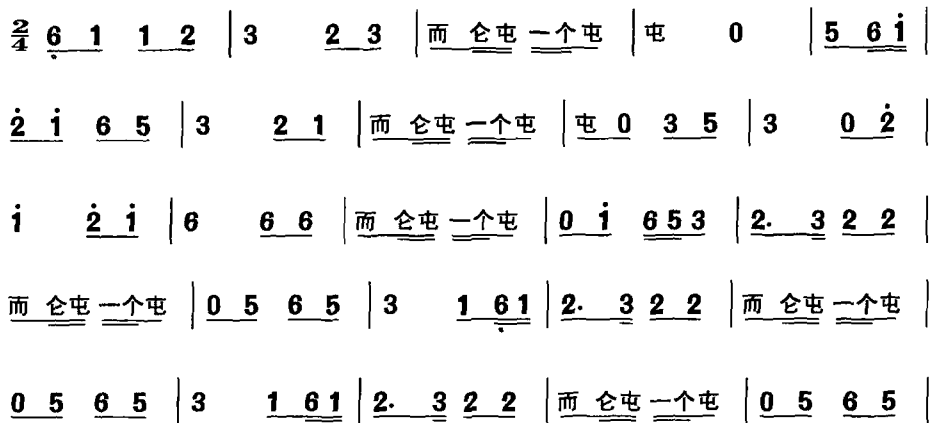 2/4 6̣ 1 1 2 | 3 2 3 | 而 仑屯 一个屯 | 屯 0 | 5 6 i̇ |
2̇ i̇ 6 5 | 3 2 1 | 而 仑屯 一个屯 | 屯 0 3 5 | 3 0 2̇ |
i̇ 2̇ i̇ | 6 6 6 | 而 仑屯 一个屯 | 0 i̇ 6 5 3 | 2. 3 2 2 |
而 仑屯 一个屯 | 0 5 6 5 | 3 1 6̣ 1 | 2. 3 2 2 | 而 仑屯 一个屯 |
0 5 6 5 | 3 1 6 1 | 2. 3 2 2 | 而 仑屯 一个屯 | 0 5 6 5 |